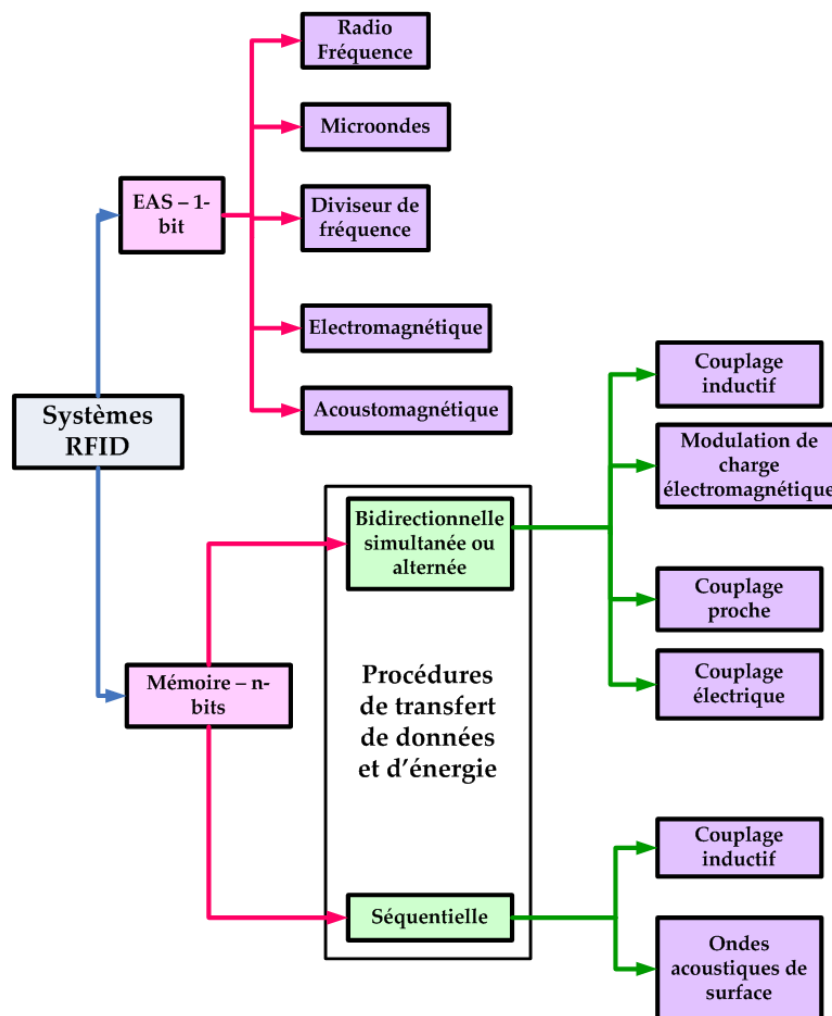 Radio
Fréquence
Microondes
EAS – 1-
bit
Diviseur de
fréquence
Electromagnétique
Acoustomagnétique
Systèmes
RFID
Couplage
inductif
Modulation de
charge
électromagnétique
Bidirectionnelle
simultanée ou
alternée
Couplage
proche
Couplage
électrique
Mémoire – n-
bits
Procédures
de transfert
de données
et d’énergie
Couplage
inductif
Séquentielle
Ondes
acoustiques de
surface